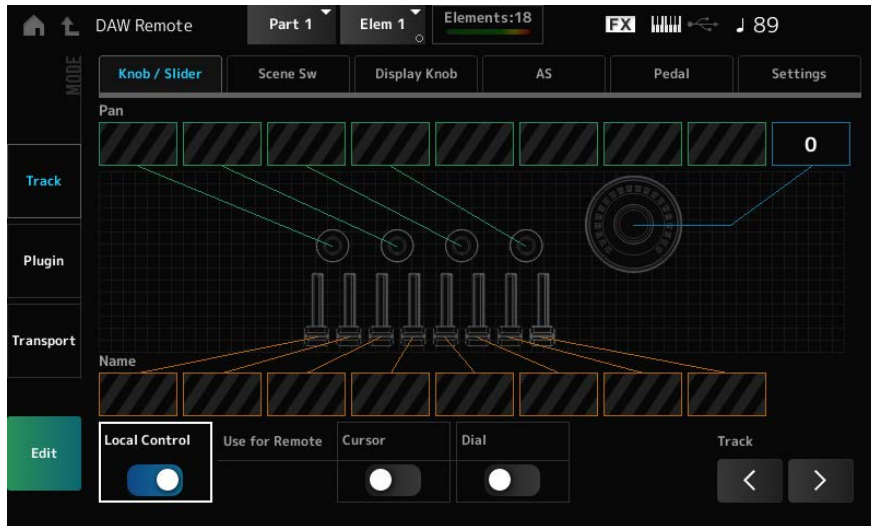 DAW Remote
Part 1
Elem 1
Elements:18
FX
♩ 89
MODE
Knob / Slider
Scene Sw
Display Knob
AS
Pedal
Settings
Pan
0
Track
Plugin
Transport
Name
Edit
Local Control
Use for Remote
Cursor
Dial
Track